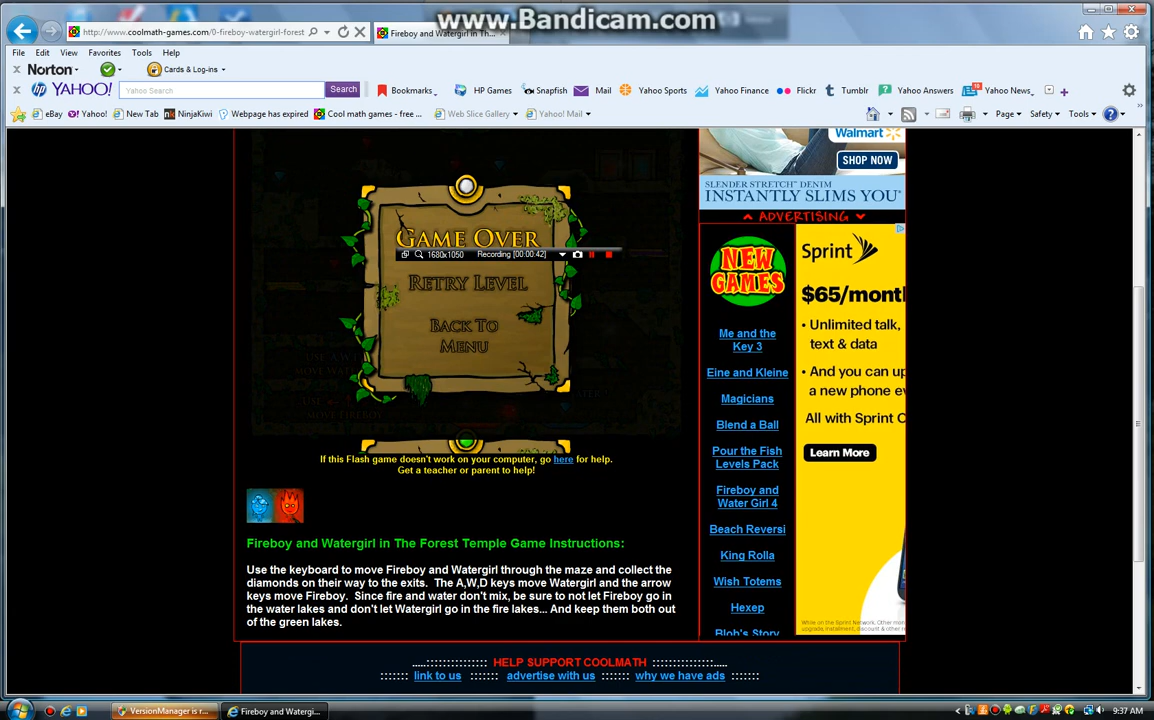 www.Bandicam.com
http://www.coolmath-games.com/0-fireboy-watergirl-forest
Fireboy and Watergirl in Th...
File Edit View Favorites Tools Help
Norton
Cards & Log-ins
hp YAHOO! Yahoo Search Search Bookmarks HP Games Snapfish Mail Yahoo Sports Yahoo Finance Flickr Tumblr Yahoo Answers Yahoo News
eBay Yahoo! New Tab NinjaKiwi Webpage has expired Cool math games - free ... Web Slice Gallery Yahoo! Mail Page Safety Tools
Walmart
SHOP NOW
SLENDER STRETCH™ DENIM
INSTANTLY SLIMS YOU*
ADVERTISING
GAME OVER
1680x1050 Recording [00:00:42]
RETRY LEVEL
BACK TO
MENU
If this Flash game doesn't work on your computer, go here for help.
Get a teacher or parent to help!
Fireboy and Watergirl in The Forest Temple Game Instructions:
Use the keyboard to move Fireboy and Watergirl through the maze and collect the
diamonds on their way to the exits. The A,W,D keys move Watergirl and the arrow
keys move Fireboy. Since fire and water don't mix, be sure to not let Fireboy go in
the water lakes and don't let Watergirl go in the fire lakes... And keep them both out
of the green lakes.
NEW
GAMES
Me and the
Key 3
Eine and Kleine
Magicians
Blend a Ball
Pour the Fish
Levels Pack
Fireboy and
Water Girl 4
Beach Reversi
King Rolla
Wish Totems
Hexep
Blob's Story
Sprint
$65/month
• Unlimited talk,
text & data
• And you can up
a new phone ev
All with Sprint C
Learn More
....::::::::::::::: HELP SUPPORT COOLMATH :::::::::::::::....
::::::: link to us ::::::: advertise with us ::::::: why we have ads :::::::
VersionManager is r... Fireboy and Watergi... 9:37 AM